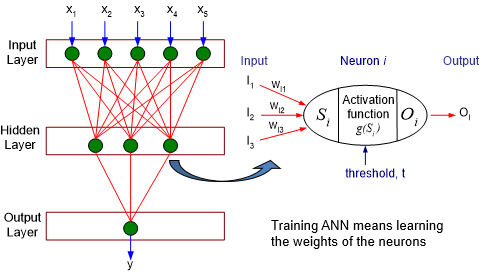 x1 x2 x3 x4 x5
Input
Layer
Hidden
Layer
Output
Layer
y
Input Neuron i Output
I1 wI1
I2 wI2
I3 wI3
Si
Activation
function
g(Si)
Oi
OI
threshold, t
Training ANN means learning
the weights of the neurons